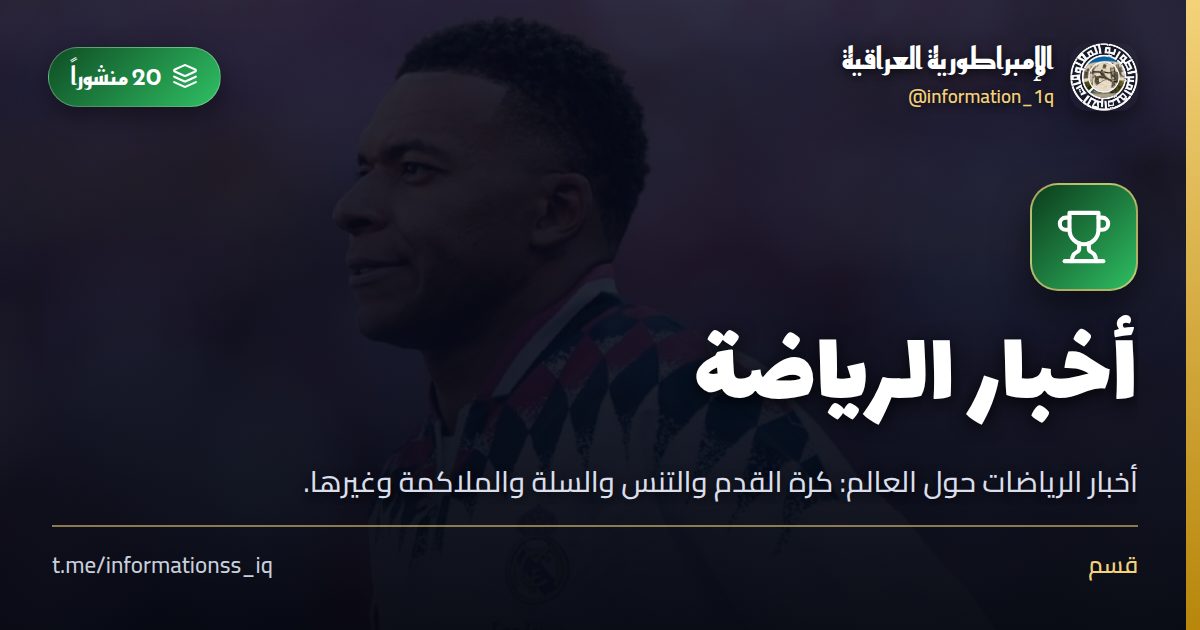 الإمبراطورية العراقية
@information_1q
20 منشوراً
أخبار الرياضة
أخبار الرياضات حول العالم: كرة القدم والتنس والسلة والملاكمة وغيرها.
قسم
t.me/informationss_iq